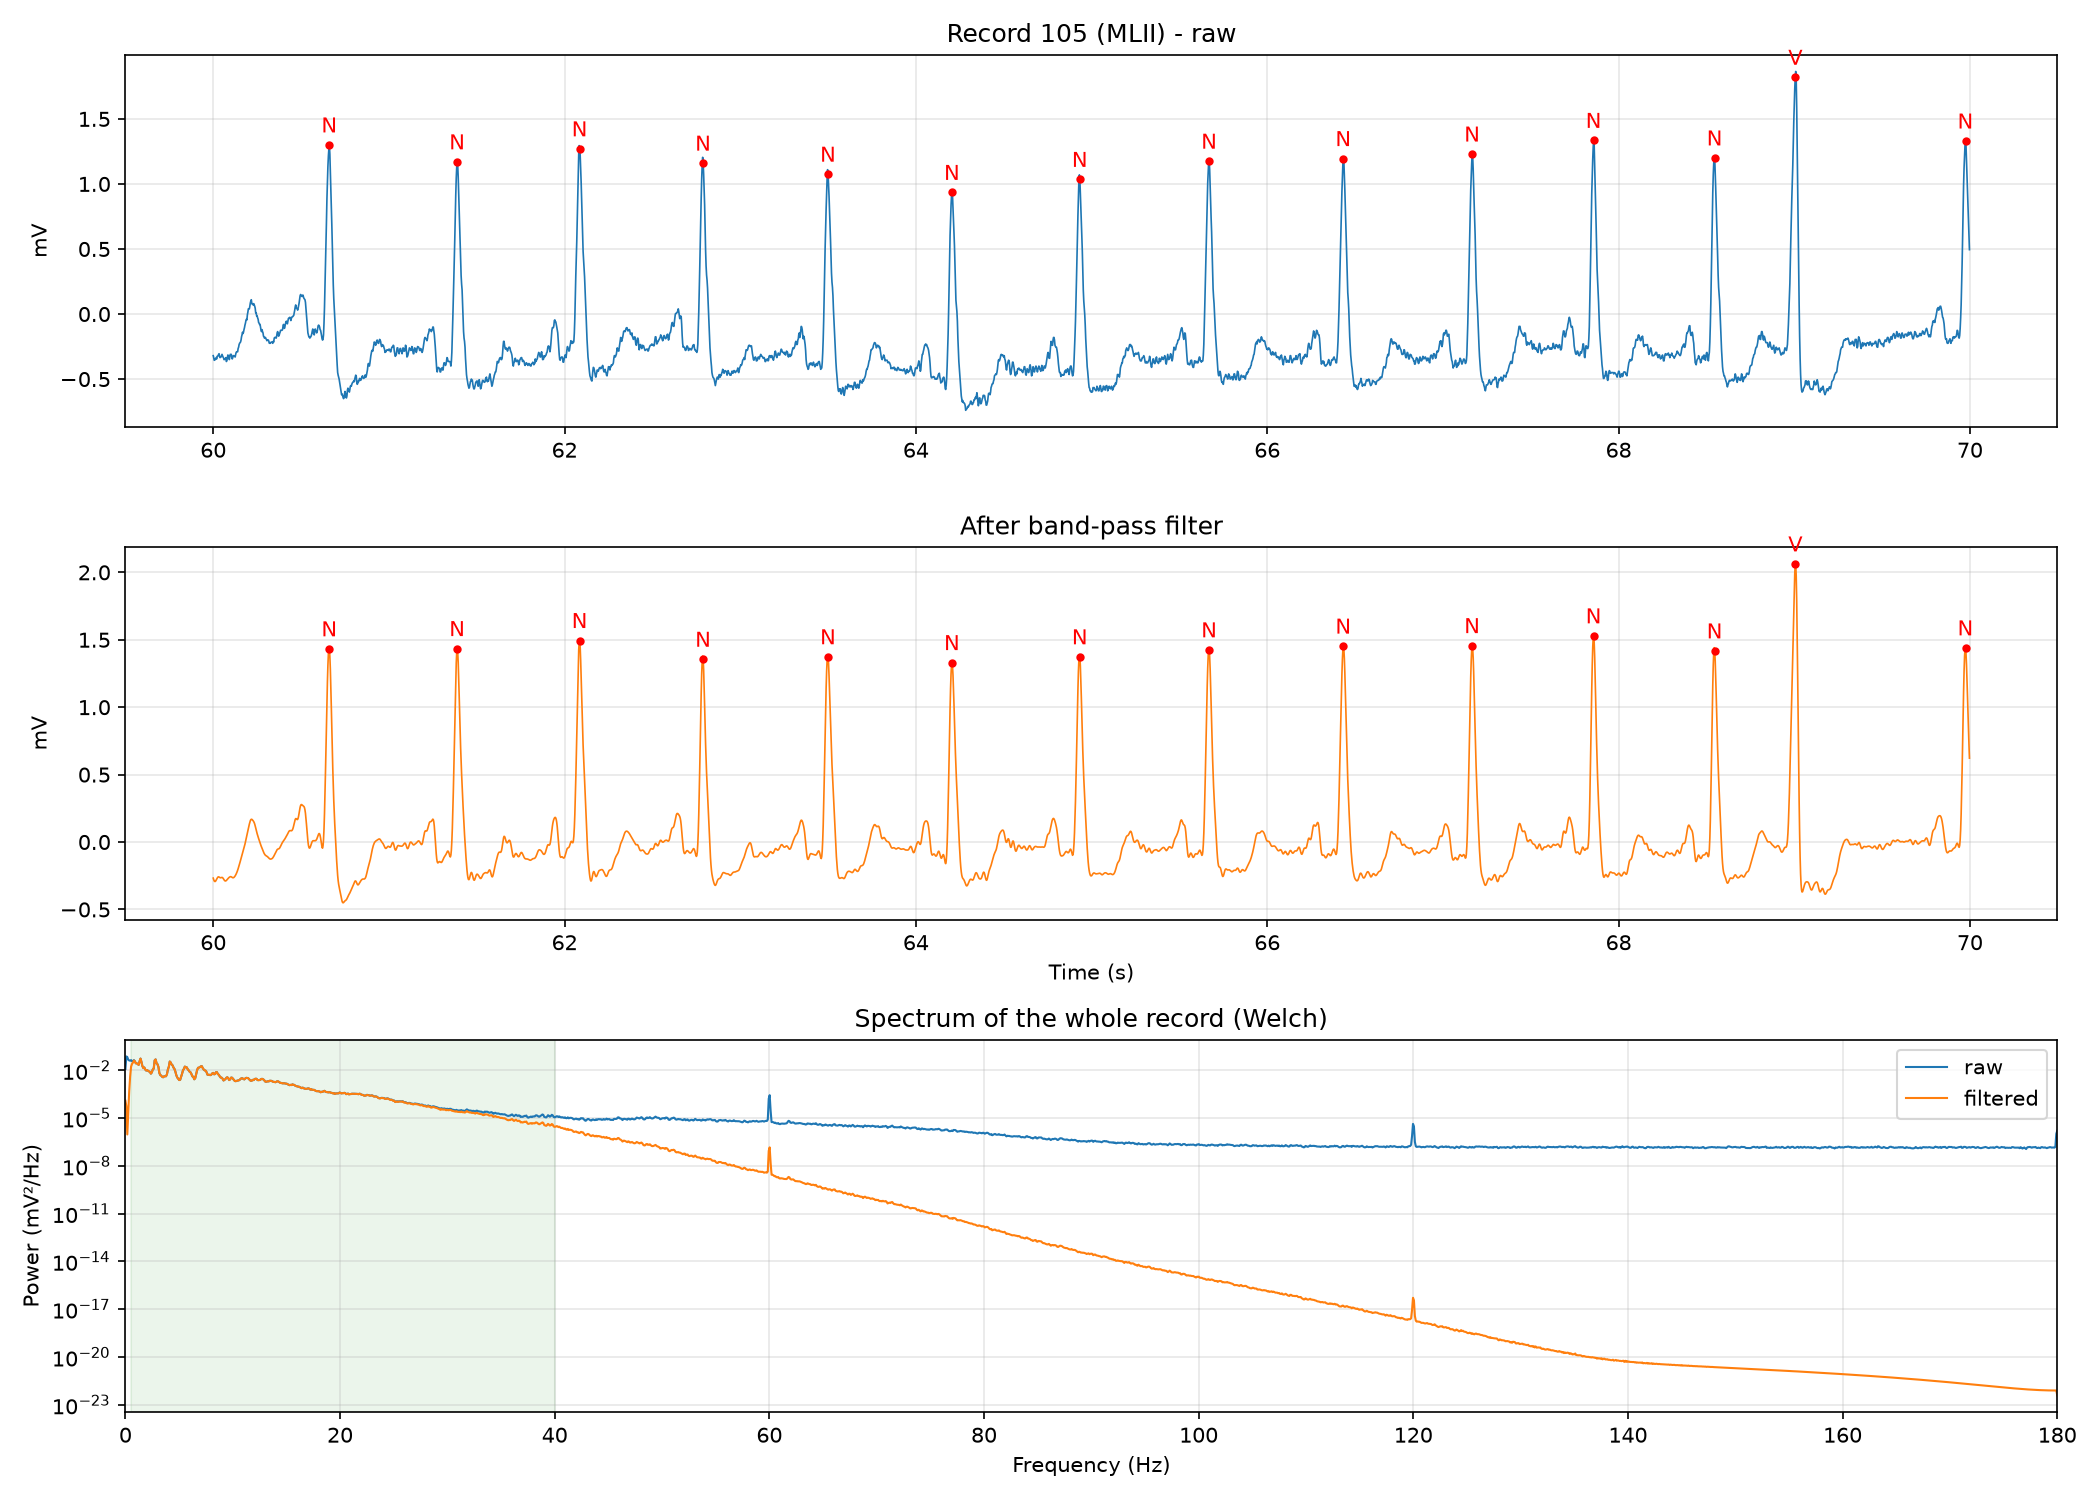 Record 105 (MLII) - raw
V
N N N N N N N N N N N N N
1.5
1.0
0.5
0.0
−0.5
mV
60 62 64 66 68 70
After band-pass filter
V
N N N N N N N N N N N N N
2.0
1.5
1.0
0.5
0.0
−0.5
mV
60 62 64 66 68 70
Time (s)
Spectrum of the whole record (Welch)
raw
filtered
10⁻²
10⁻⁵
10⁻⁸
10⁻¹¹
10⁻¹⁴
10⁻¹⁷
10⁻²⁰
10⁻²³
Power (mV²/Hz)
0 20 40 60 80 100 120 140 160 180
Frequency (Hz)